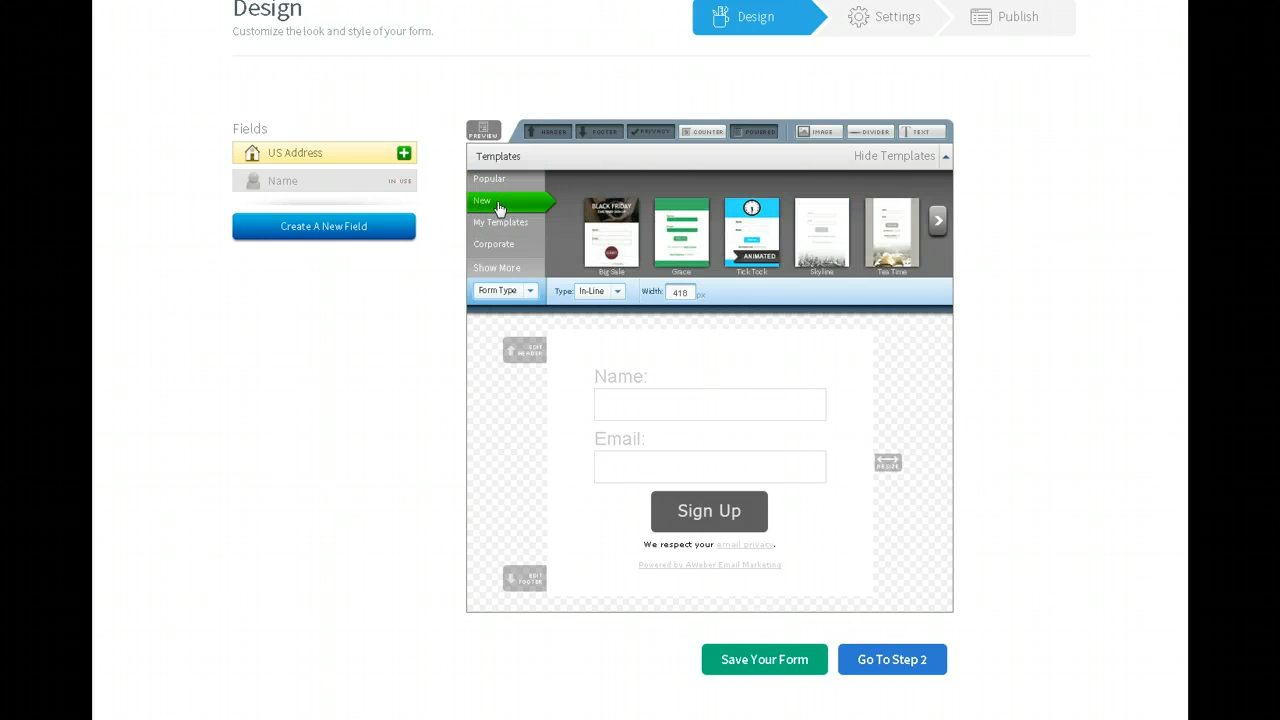 Design
Customize the look and style of your form.
Design
Settings
Publish
Fields
US Address
Name
IN USE
Create A New Field
PREVIEW
HEADER
FOOTER
PRIVACY
COUNTER
POWERED
IMAGE
DIVIDER
TEXT
Templates
Hide Templates
Popular
New
My Templates
Corporate
Show More
BLACK FRIDAY
ANIMATED
Big Sale
Grace
Tick Tock
Skyline
Tea Time
Form Type
Type: In-Line
Width: 418 px
EDIT
HEADER
Name:
Email:
RESIZE
Sign Up
We respect your email privacy.
Powered by AWeber Email Marketing
EDIT
FOOTER
Save Your Form
Go To Step 2